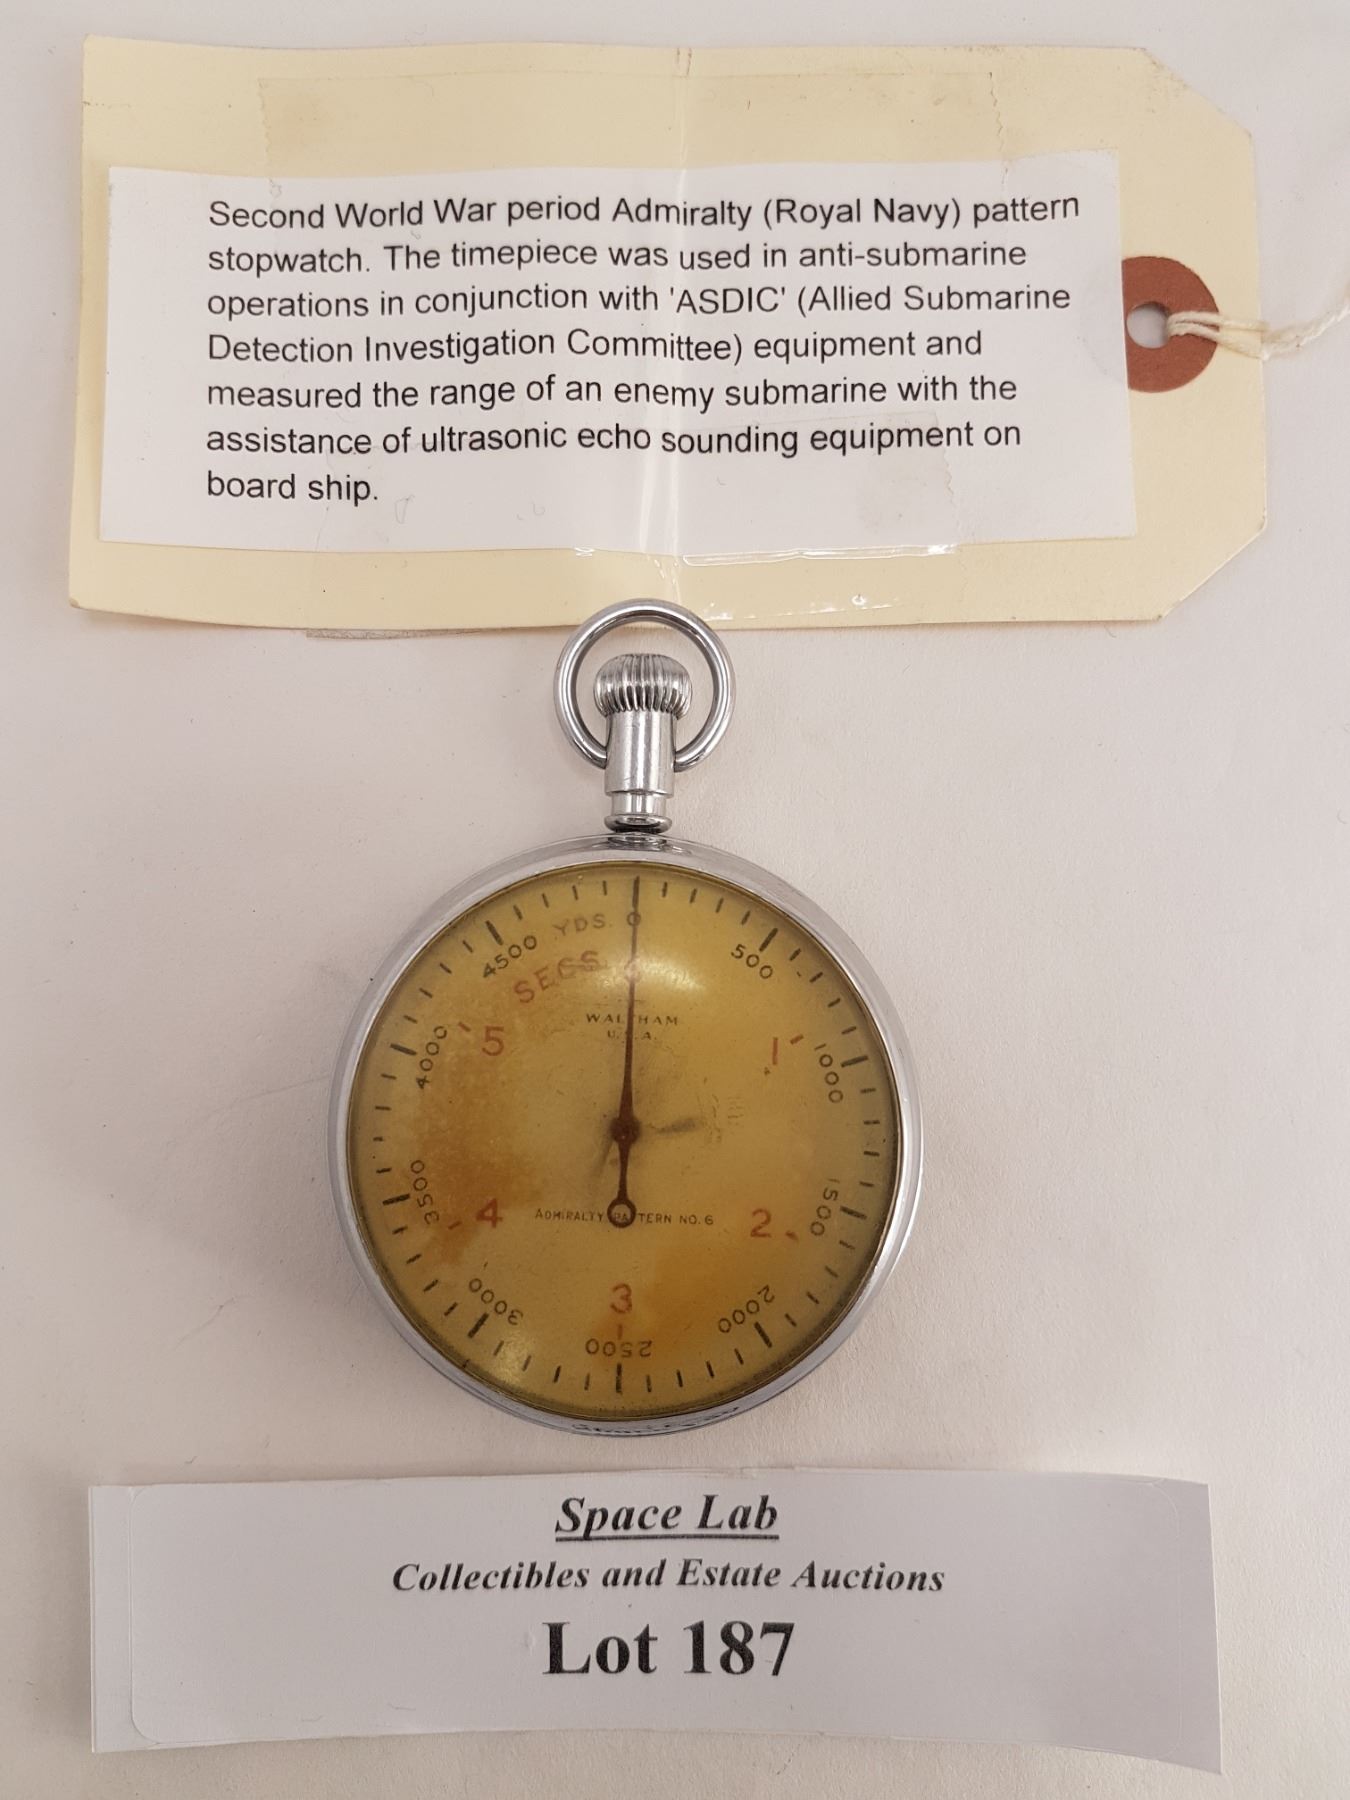 Second World War period Admiralty (Royal Navy) pattern
stopwatch. The timepiece was used in anti-submarine
operations in conjunction with 'ASDIC' (Allied Submarine
Detection Investigation Committee) equipment and
measured the range of an enemy submarine with the
assistance of ultrasonic echo sounding equipment on
board ship.
YDS. 0
SECS.
500
1000
1500
2000
2500
3000
3500
4000
4500
1
2
3
4
5
WALTHAM
U.S.A.
ADMIRALTY PATTERN NO. 6
Space Lab
Collectibles and Estate Auctions
Lot 187